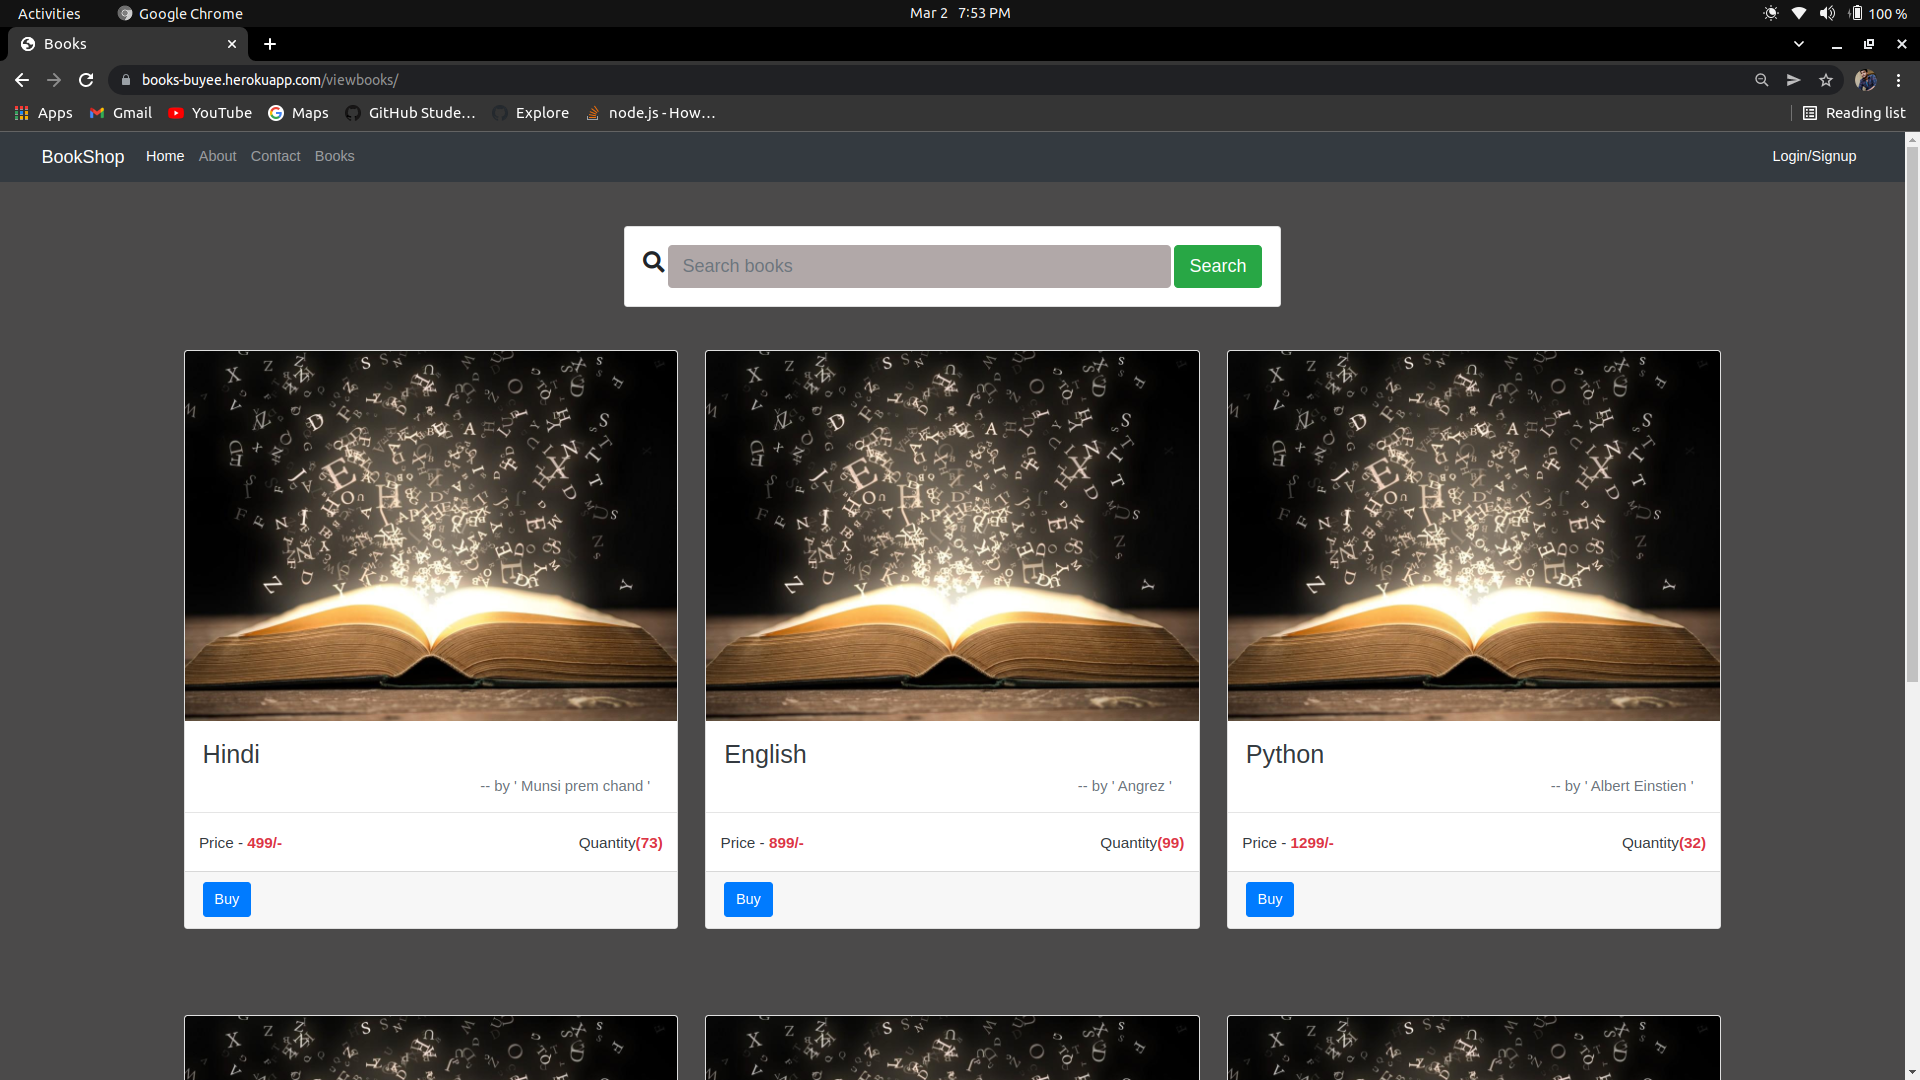 Activities Google Chrome Mar 2 7:53 PM 100 %
Books
books-buyee.herokuapp.com/viewbooks/
Apps Gmail YouTube Maps GitHub Stude... Explore node.js - How... Reading list
BookShop Home About Contact Books Login/Signup
Search books Search
Hindi
-- by ' Munsi prem chand '
Price - 499/- Quantity(73)
Buy
English
-- by ' Angrez '
Price - 899/- Quantity(99)
Buy
Python
-- by ' Albert Einstien '
Price - 1299/- Quantity(32)
Buy